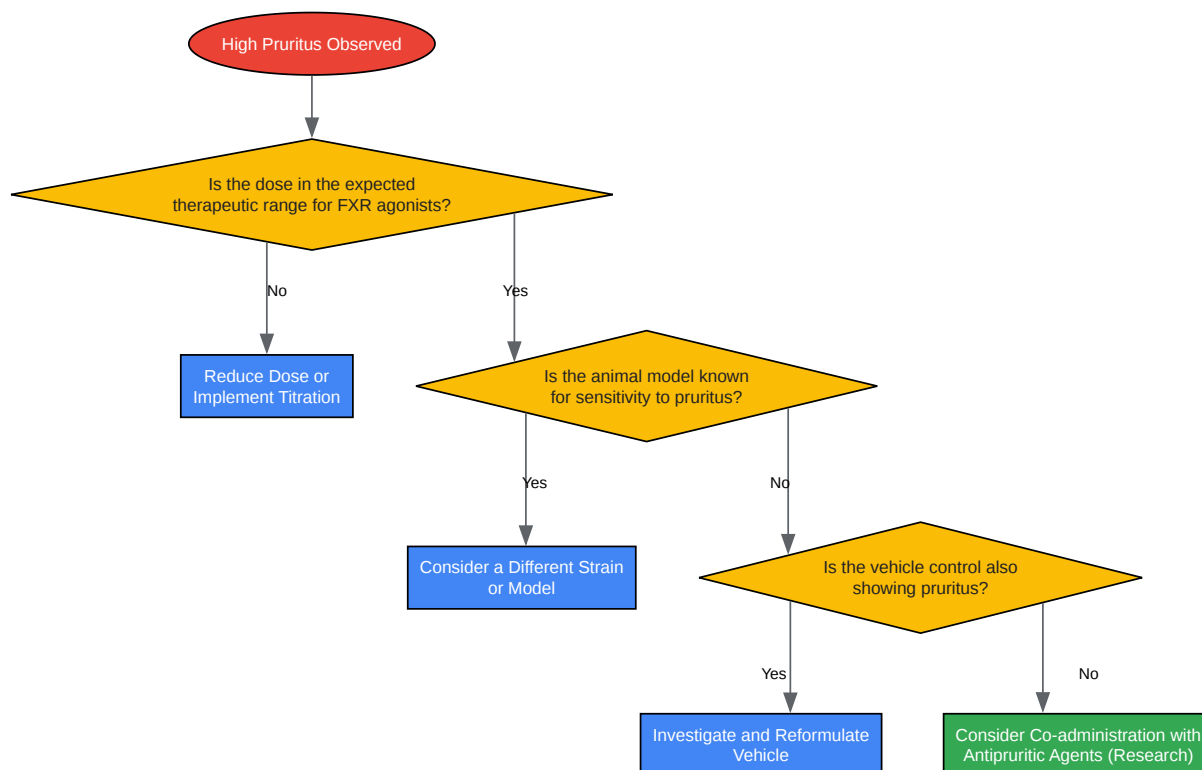 High Pruritus Observed
Is the dose in the expected
therapeutic range for FXR agonists?
No
Yes
Reduce Dose or
Implement Titration
Is the animal model known
for sensitivity to pruritus?
Yes
No
Consider a Different Strain
or Model
Is the vehicle control also
showing pruritus?
Yes
No
Investigate and Reformulate
Vehicle
Consider Co-administration with
Antipruritic Agents (Research)